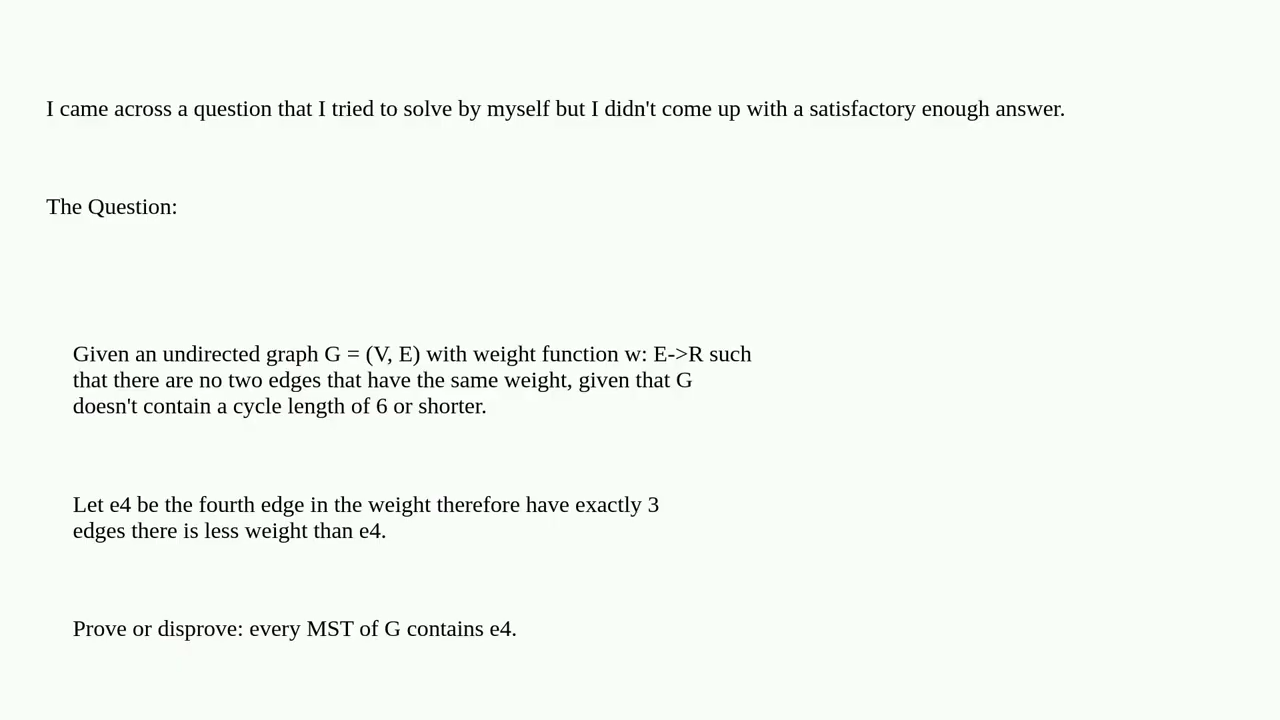 I came across a question that I tried to solve by myself but I didn't come up with a satisfactory enough answer.
The Question:
Given an undirected graph G = (V, E) with weight function w: E->R such
that there are no two edges that have the same weight, given that G
doesn't contain a cycle length of 6 or shorter.
Let e4 be the fourth edge in the weight therefore have exactly 3
edges there is less weight than e4.
Prove or disprove: every MST of G contains e4.